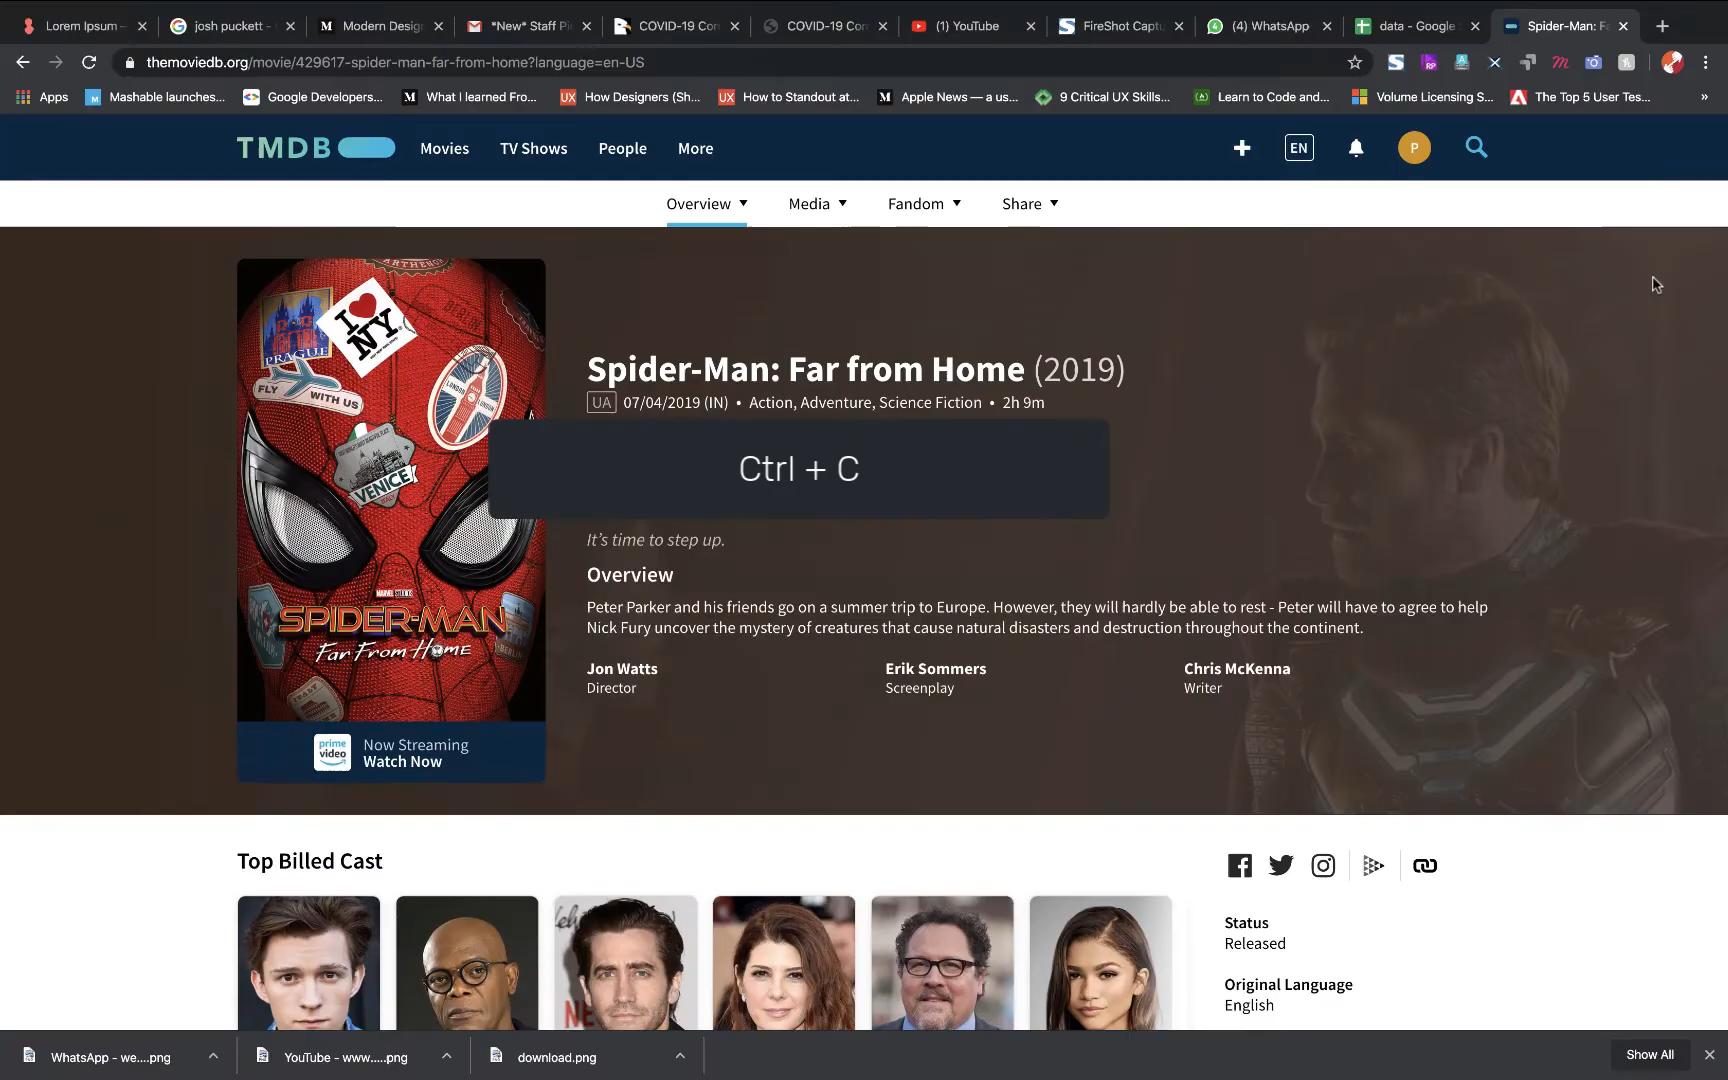 Lorem Ipsum –
josh puckett -
Modern Desig
*New* Staff Pi
COVID-19 Cor
COVID-19 Cor
(1) YouTube
FireShot Captu
(4) WhatsApp
data - Google
Spider-Man: F
themoviedb.org/movie/429617-spider-man-far-from-home?language=en-US
Apps
Mashable launches...
Google Developers...
What I learned Fro...
UX How Designers (Sh...
UX How to Standout at...
Apple News — a us...
9 Critical UX Skills...
Learn to Code and...
Volume Licensing S...
The Top 5 User Tes...
»
TMDB
Movies
TV Shows
People
More
EN
P
Overview
Media
Fandom
Share
PRAGUE
I ♥ NY
FLY WITH US
LONDON
VENICE
MARVEL STUDIOS
SPIDER-MAN
Far From Home
prime video
Now Streaming
Watch Now
Spider-Man: Far from Home (2019)
UA 07/04/2019 (IN) • Action, Adventure, Science Fiction • 2h 9m
Ctrl + C
It's time to step up.
Overview
Peter Parker and his friends go on a summer trip to Europe. However, they will hardly be able to rest - Peter will have to agree to help
Nick Fury uncover the mystery of creatures that cause natural disasters and destruction throughout the continent.
Jon Watts
Director
Erik Sommers
Screenplay
Chris McKenna
Writer
Top Billed Cast
Status
Released
Original Language
English
WhatsApp - we....png
YouTube - www.....png
download.png
Show All